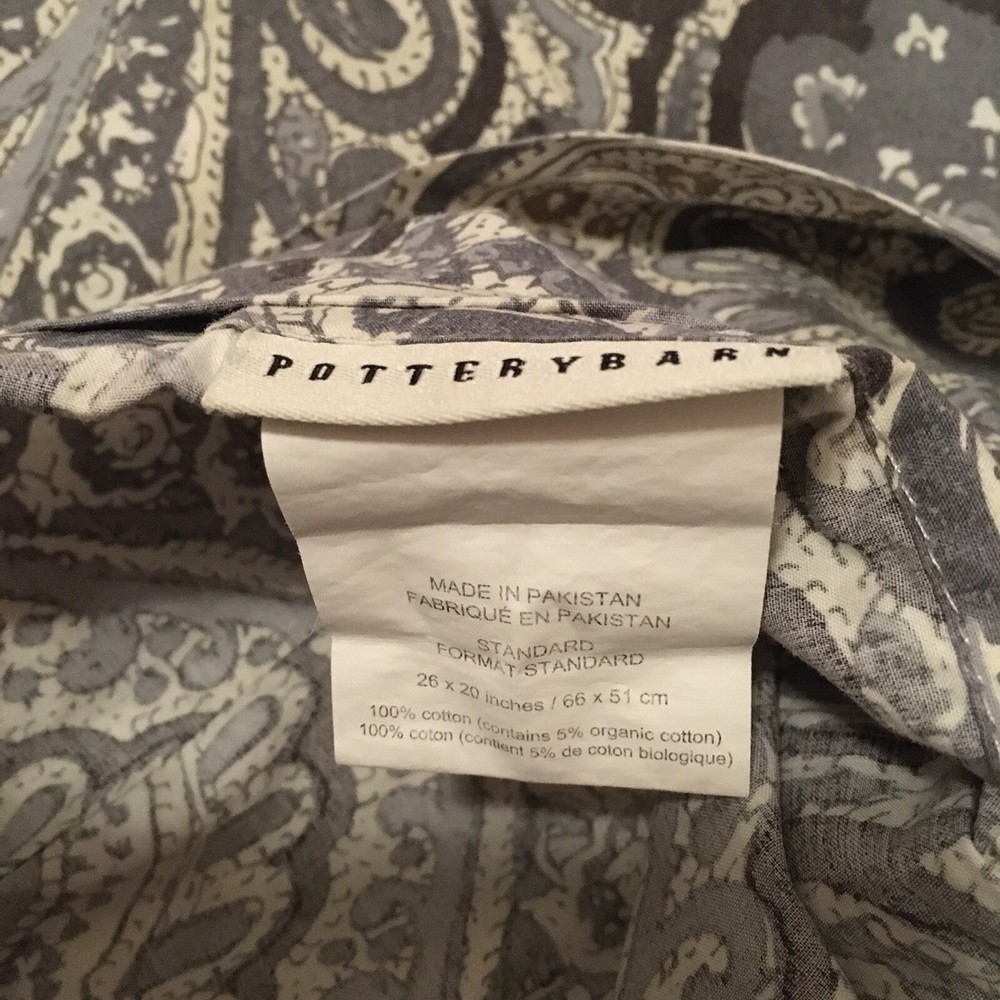 POTTERYBARN
MADE IN PAKISTAN
FABRIQUÉ EN PAKISTAN
STANDARD
FORMAT STANDARD
26 x 20 inches / 66 x 51 cm
100% cotton (contains 5% organic cotton)
100% coton (contient 5% de coton biologique)